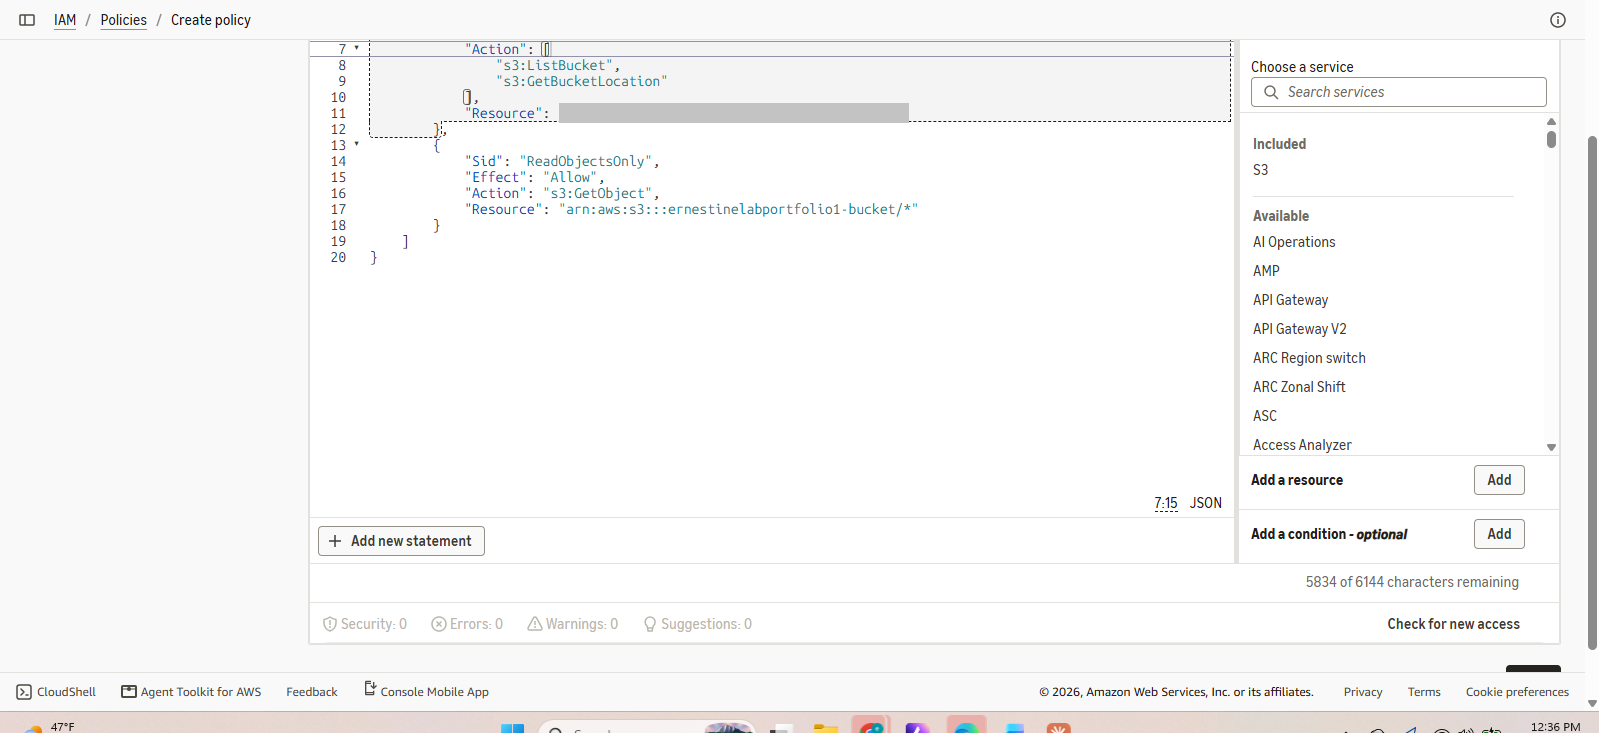 IAM / Policies / Create policy
7 "Action": [
8 "s3:ListBucket",
9 "s3:GetBucketLocation"
10 ],
11 "Resource":
12 },
13 {
14 "Sid": "ReadObjectsOnly",
15 "Effect": "Allow",
16 "Action": "s3:GetObject",
17 "Resource": "arn:aws:s3:::ernestinelabportfolio1-bucket/*"
18 }
19 ]
20 }
7:15 JSON
+ Add new statement
Choose a service
Search services
Included
S3
Available
AI Operations
AMP
API Gateway
API Gateway V2
ARC Region switch
ARC Zonal Shift
ASC
Access Analyzer
Add a resource Add
Add a condition - optional Add
5834 of 6144 characters remaining
Security: 0 Errors: 0 Warnings: 0 Suggestions: 0 Check for new access
CloudShell Agent Toolkit for AWS Feedback Console Mobile App © 2026, Amazon Web Services, Inc. or its affiliates. Privacy Terms Cookie preferences
47°F 12:36 PM